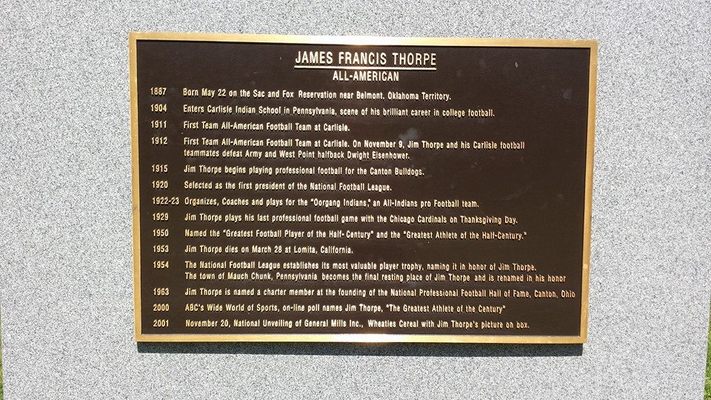 JAMES FRANCIS THORPE
ALL-AMERICAN
1887 Born May 22 on the Sac and Fox Reservation near Belmont, Oklahoma Territory.
1904 Enters Carlisle Indian School in Pennsylvania, scene of his brilliant career in college football.
1911 First Team All-American Football Team at Carlisle.
1912 First Team All-American Football Team at Carlisle. On November 9, Jim Thorpe and his Carlisle football
teammates defeat Army and West Point halfback Dwight Eisenhower.
1915 Jim Thorpe begins playing professional football for the Canton Bulldogs.
1920 Selected as the first president of the National Football League.
1922-23 Organizes, Coaches and plays for the "Oorgang Indians," an All-Indians pro Football team.
1929 Jim Thorpe plays his last professional football game with the Chicago Cardinals on Thanksgiving Day.
1950 Named the "Greatest Football Player of the Half- Century" and the "Greatest Athlete of the Half-Century."
1953 Jim Thorpe dies on March 28 at Lomita, California.
1954 The National Football League establishes its most valuable player trophy, naming it in honor of Jim Thorpe.
The town of Mauch Chunk, Pennsylvania becomes the final resting place of Jim Thorpe and is renamed in his honor
1963 Jim Thorpe is named a charter member at the founding of the National Professional Football Hall of Fame, Canton, Ohio
2000 ABC's Wide World of Sports, on-line poll names Jim Thorpe, "The Greatest Athlete of the Century"
2001 November 20, National Unveiling of General Mills Inc., Wheaties Cereal with Jim Thorpe's picture on box.